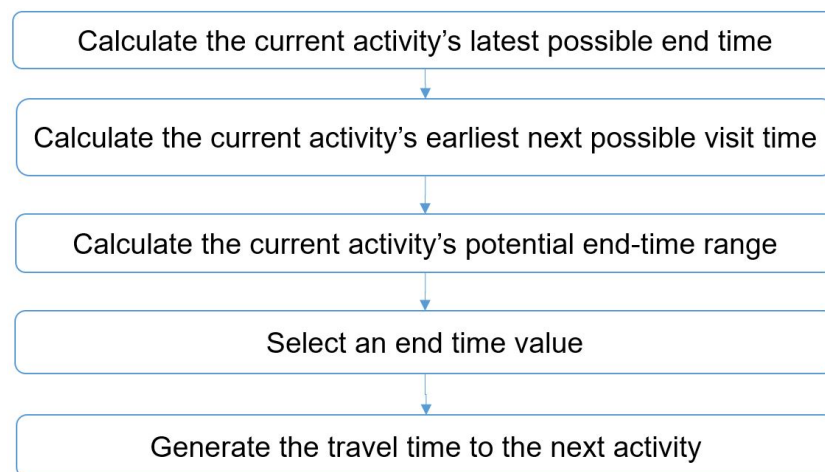 Calculate the current activity’s latest possible end time
Calculate the current activity’s earliest next possible visit time
Calculate the current activity’s potential end-time range
Select an end time value
Generate the travel time to the next activity